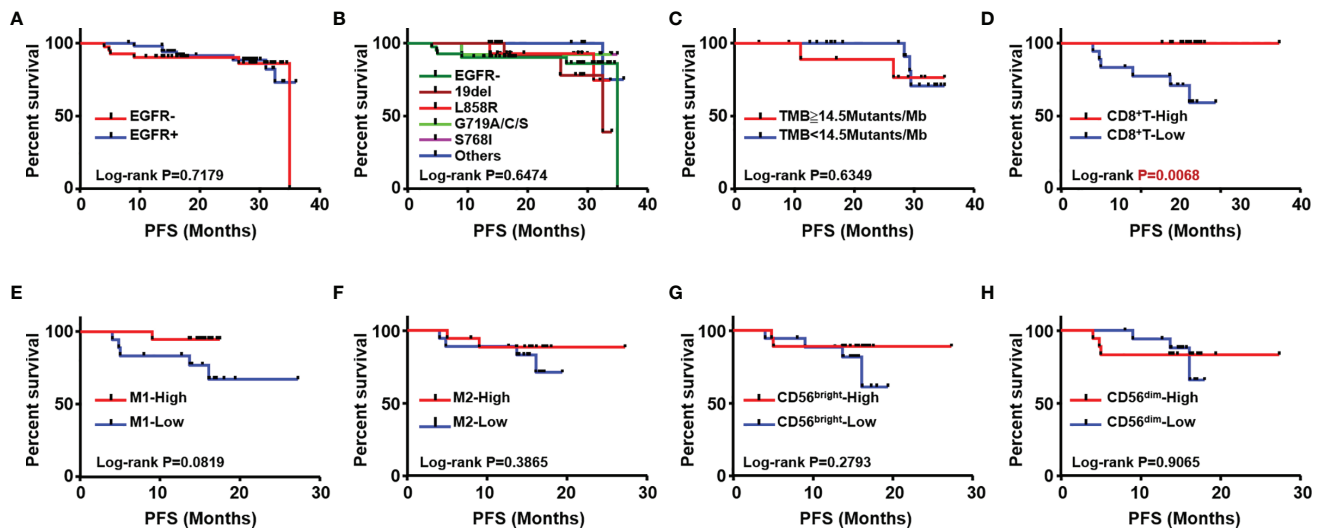 A
Percent survival
100
50
0
EGFR-
EGFR+
Log-rank P=0.7179
0 10 20 30 40
PFS (Months)
B
Percent survival
100
50
0
EGFR-
19del
L858R
G719A/C/S
S768I
Others
Log-rank P=0.6474
0 10 20 30 40
PFS (Months)
C
Percent survival
100
50
0
TMB≧14.5Mutants/Mb
TMB<14.5Mutants/Mb
Log-rank P=0.6349
0 10 20 30 40
PFS (Months)
D
Percent survival
100
50
0
CD8⁺T-High
CD8⁺T-Low
Log-rank P=0.0068
0 10 20 30 40
PFS (Months)
E
Percent survival
100
50
0
M1-High
M1-Low
Log-rank P=0.0819
0 10 20 30
PFS (Months)
F
Percent survival
100
50
0
M2-High
M2-Low
Log-rank P=0.3865
0 10 20 30
PFS (Months)
G
Percent survival
100
50
0
CD56ᵇʳⁱᵍʰᵗ-High
CD56ᵇʳⁱᵍʰᵗ-Low
Log-rank P=0.2793
0 10 20 30
PFS (Months)
H
Percent survival
100
50
0
CD56ᵈⁱᵐ-High
CD56ᵈⁱᵐ-Low
Log-rank P=0.9065
0 10 20 30
PFS (Months)